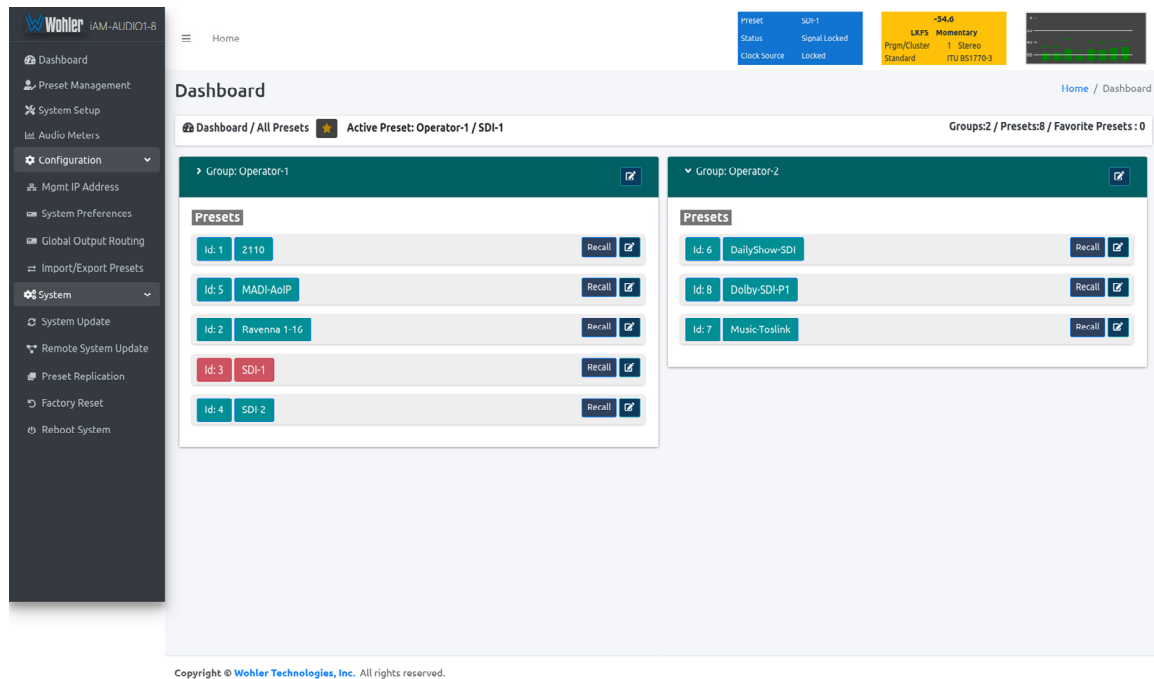 Wohler iAM-AUDIO1-8
Dashboard
Preset Management
System Setup
Audio Meters
Configuration
Mgmt IP Address
System Preferences
Global Output Routing
Import/Export Presets
System
System Update
Remote System Update
Preset Replication
Factory Reset
Reboot System
Home
Preset SDI-1
Status Signal Locked
Clock Source Locked
-54.6
LKFS Momentary
Prgm/Cluster 1 Stereo
Standard ITU BS1770-3
Dashboard
Home / Dashboard
Dashboard / All Presets Active Preset: Operator-1 / SDI-1
Groups:2 / Presets:8 / Favorite Presets : 0
Group: Operator-1
Presets
Id: 1 2110 Recall
Id: 5 MADI-AoIP Recall
Id: 2 Ravenna 1-16 Recall
Id: 3 SDI-1 Recall
Id: 4 SDI-2 Recall
Group: Operator-2
Presets
Id: 6 DailyShow-SDI Recall
Id: 8 Dolby-SDI-P1 Recall
Id: 7 Music-Toslink Recall
Copyright © Wohler Technologies, Inc. All rights reserved.